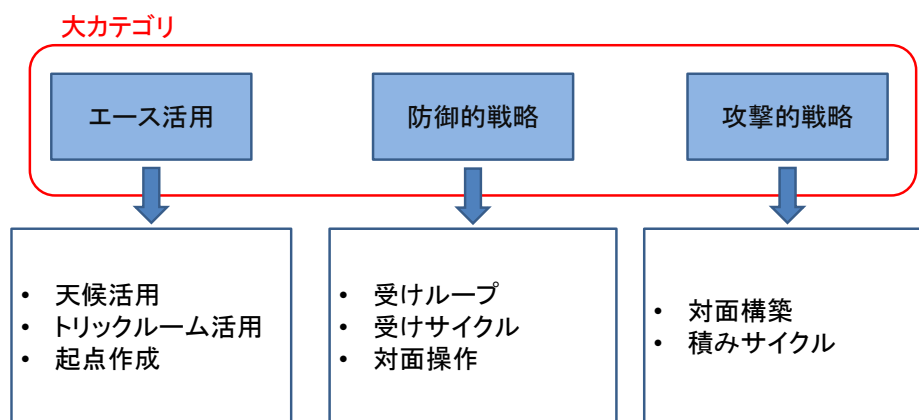 大カテゴリ
エース活用
防御的戦略
攻撃的戦略
• 天候活用
• トリックルーム活用
• 起点作成
• 受けループ
• 受けサイクル
• 対面操作
• 対面構築
• 積みサイクル